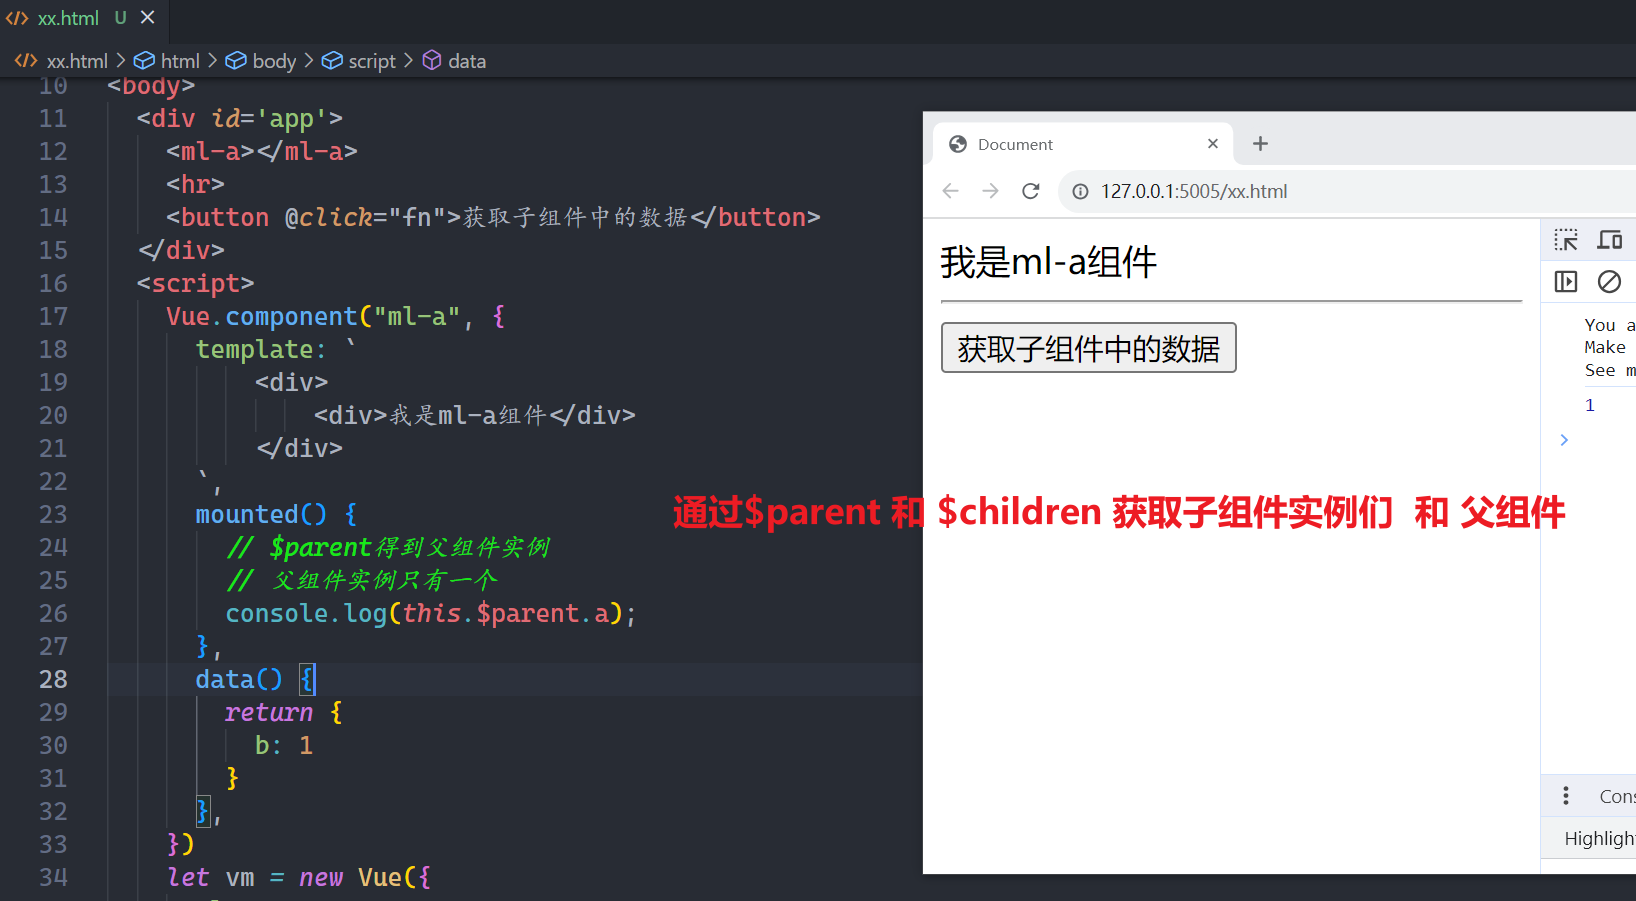 xx.html U
xx.html > html > body > script > data
10 <body>
11 <div id='app'>
12 <ml-a></ml-a>
13 <hr>
14 <button @click="fn">获取子组件中的数据</button>
15 </div>
16 <script>
17 Vue.component("ml-a", {
18 template: `
19 <div>
20 <div>我是ml-a组件</div>
21 </div>
22 `,
23 mounted() {
24 // $parent得到父组件实例
25 // 父组件实例只有一个
26 console.log(this.$parent.a);
27 },
28 data() {
29 return {
30 b: 1
31 }
32 },
33 })
34 let vm = new Vue({
Document
127.0.0.1:5005/xx.html
我是ml-a组件
获取子组件中的数据
You a
Make
See m
1
通过$parent 和 $children 获取子组件实例们 和 父组件
Cons
Highligh